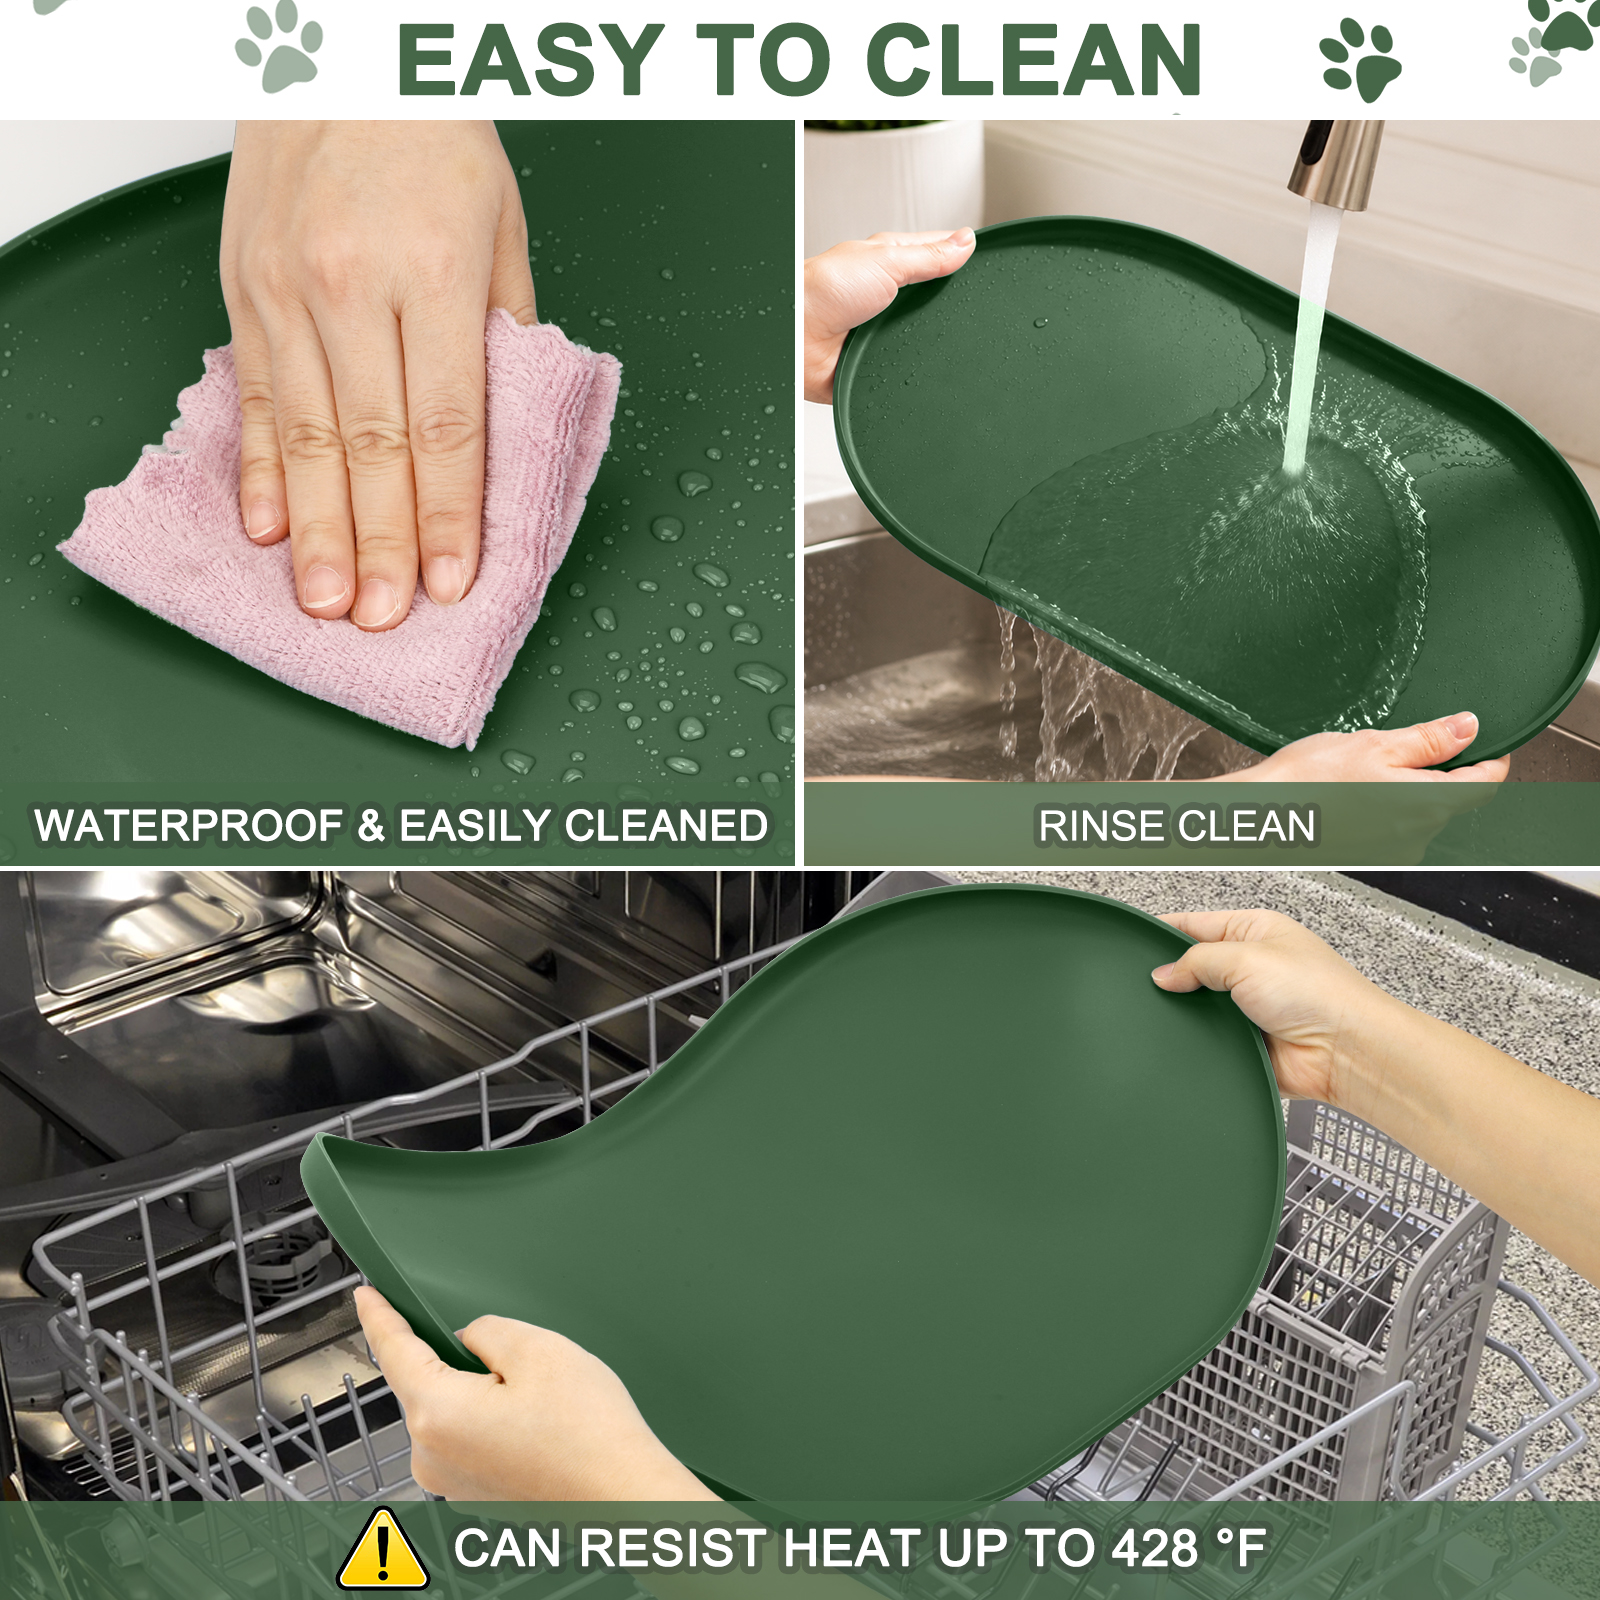 EASY TO CLEAN
WATERPROOF & EASILY CLEANED
RINSE CLEAN
CAN RESIST HEAT UP TO 428 °F